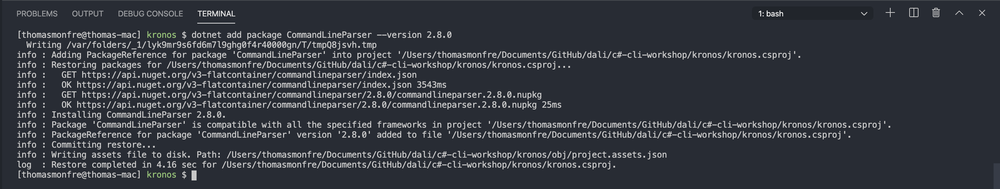 PROBLEMS OUTPUT DEBUG CONSOLE TERMINAL 1: bash
[thomasmonfre@thomas-mac] kronos $ dotnet add package CommandLineParser --version 2.8.0
  Writing /var/folders/_1/lyk9mr9s6fd6m7l9ghg0f4r40000gn/T/tmpQ8jsvh.tmp
info : Adding PackageReference for package 'CommandLineParser' into project '/Users/thomasmonfre/Documents/GitHub/dali/c#-cli-workshop/kronos/kronos.csproj'.
info : Restoring packages for /Users/thomasmonfre/Documents/GitHub/dali/c#-cli-workshop/kronos/kronos.csproj...
info :   GET https://api.nuget.org/v3-flatcontainer/commandlineparser/index.json
info :   OK https://api.nuget.org/v3-flatcontainer/commandlineparser/index.json 3543ms
info :   GET https://api.nuget.org/v3-flatcontainer/commandlineparser/2.8.0/commandlineparser.2.8.0.nupkg
info :   OK https://api.nuget.org/v3-flatcontainer/commandlineparser/2.8.0/commandlineparser.2.8.0.nupkg 25ms
info : Installing CommandLineParser 2.8.0.
info : Package 'CommandLineParser' is compatible with all the specified frameworks in project '/Users/thomasmonfre/Documents/GitHub/dali/c#-cli-workshop/kronos/kronos.csproj'.
info : PackageReference for package 'CommandLineParser' version '2.8.0' added to file '/Users/thomasmonfre/Documents/GitHub/dali/c#-cli-workshop/kronos/kronos.csproj'.
info : Committing restore...
info : Writing assets file to disk. Path: /Users/thomasmonfre/Documents/GitHub/dali/c#-cli-workshop/kronos/obj/project.assets.json
log  : Restore completed in 4.16 sec for /Users/thomasmonfre/Documents/GitHub/dali/c#-cli-workshop/kronos/kronos.csproj.
[thomasmonfre@thomas-mac] kronos $